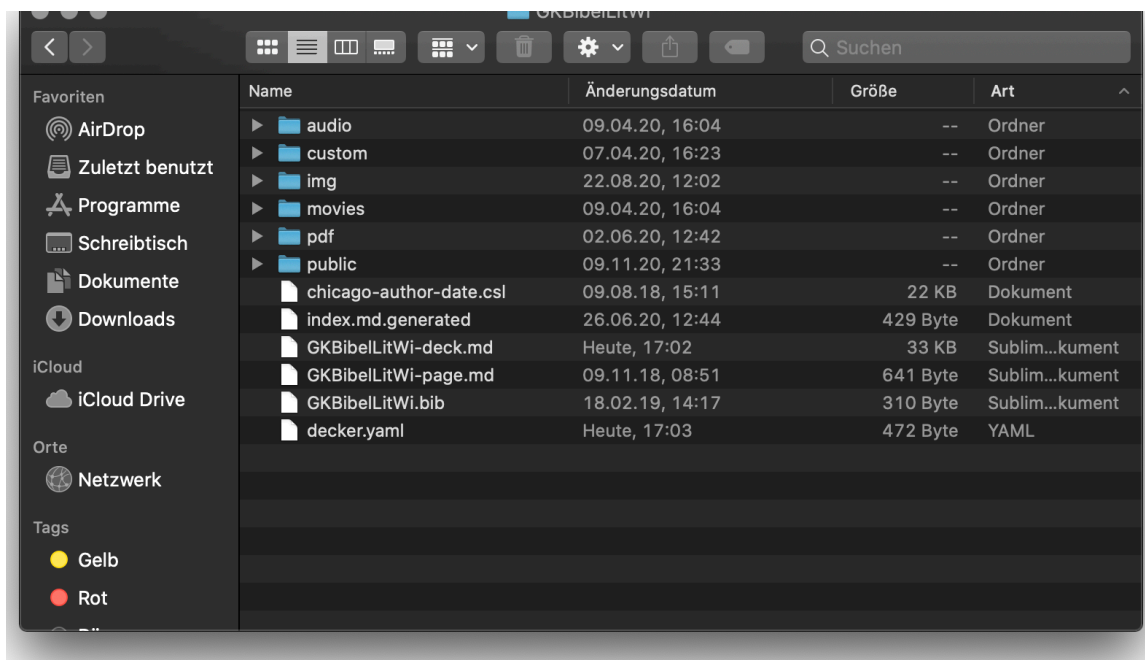 GKBibelLitWi
Suchen
Favoriten
AirDrop
Zuletzt benutzt
Programme
Schreibtisch
Dokumente
Downloads
iCloud
iCloud Drive
Orte
Netzwerk
Tags
Gelb
Rot
Name Änderungsdatum Größe Art
audio 09.04.20, 16:04 -- Ordner
custom 07.04.20, 16:23 -- Ordner
img 22.08.20, 12:02 -- Ordner
movies 09.04.20, 16:04 -- Ordner
pdf 02.06.20, 12:42 -- Ordner
public 09.11.20, 21:33 -- Ordner
chicago-author-date.csl 09.08.18, 15:11 22 KB Dokument
index.md.generated 26.06.20, 12:44 429 Byte Dokument
GKBibelLitWi-deck.md Heute, 17:02 33 KB Sublim...kument
GKBibelLitWi-page.md 09.11.18, 08:51 641 Byte Sublim...kument
GKBibelLitWi.bib 18.02.19, 14:17 310 Byte Sublim...kument
decker.yaml Heute, 17:03 472 Byte YAML